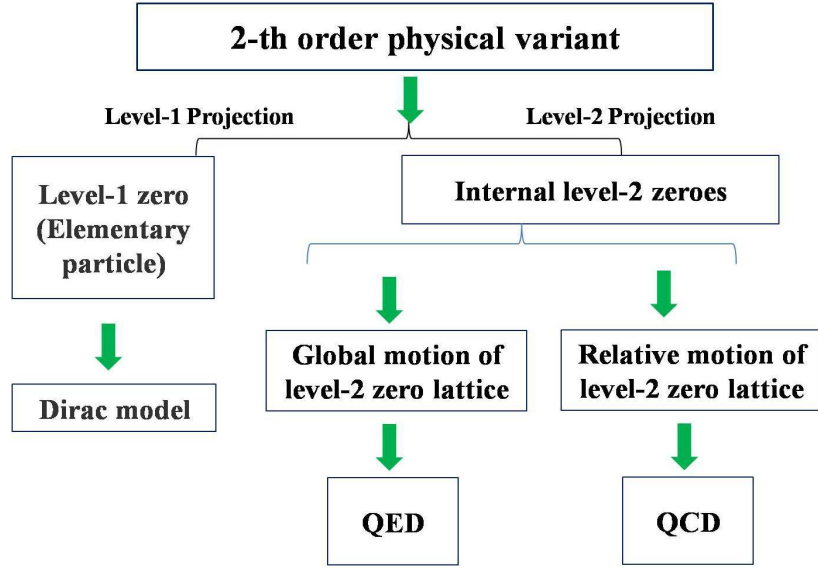 2-th order physical variant
Level-1 Projection
Level-2 Projection
Level-1 zero
(Elementary
particle)
Internal level-2 zeroes
Global motion of
level-2 zero lattice
Relative motion of
level-2 zero lattice
Dirac model
QED
QCD